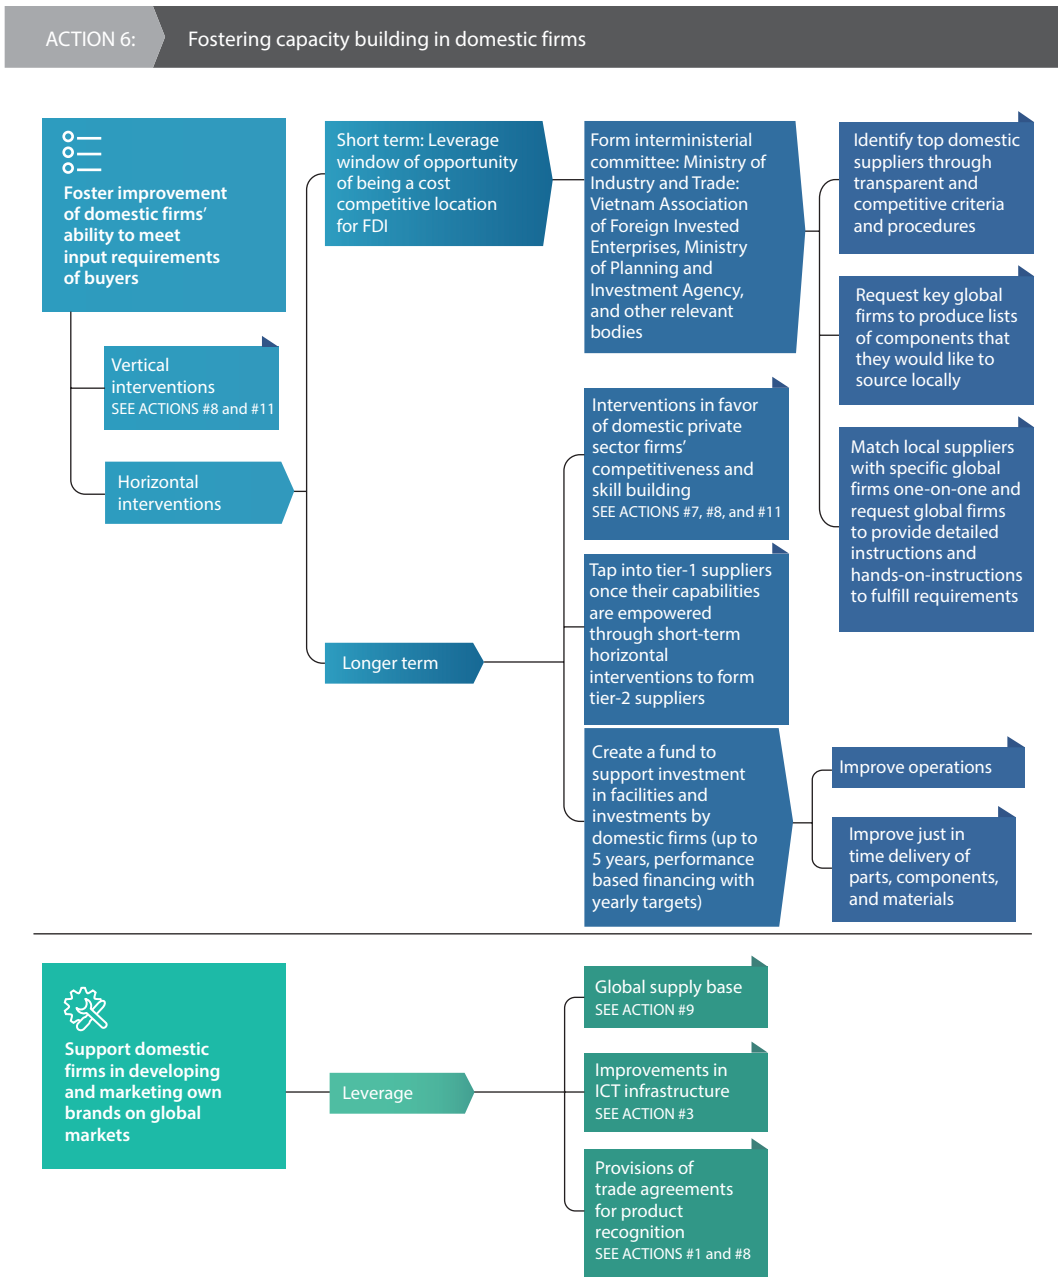 ACTION 6:
Fostering capacity building in domestic firms
Foster improvement
of domestic firms'
ability to meet
input requirements
of buyers
Vertical
interventions
SEE ACTIONS #8 and #11
Horizontal
interventions
Short term: Leverage
window of opportunity
of being a cost
competitive location
for FDI
Form interministerial
committee: Ministry of
Industry and Trade:
Vietnam Association
of Foreign Invested
Enterprises, Ministry
of Planning and
Investment Agency,
and other relevant
bodies
Identify top domestic
suppliers through
transparent and
competitive criteria
and procedures
Request key global
firms to produce lists
of components that
they would like to
source locally
Match local suppliers
with specific global
firms one-on-one and
request global firms
to provide detailed
instructions and
hands-on-instructions
to fulfill requirements
Longer term
Interventions in favor
of domestic private
sector firms'
competitiveness and
skill building
SEE ACTIONS #7, #8, and #11
Tap into tier-1 suppliers
once their capabilities
are empowered
through short-term
horizontal
interventions to form
tier-2 suppliers
Create a fund to
support investment
in facilities and
investments by
domestic firms (up to
5 years, performance
based financing with
yearly targets)
Improve operations
Improve just in
time delivery of
parts, components,
and materials
Support domestic
firms in developing
and marketing own
brands on global
markets
Leverage
Global supply base
SEE ACTION #9
Improvements in
ICT infrastructure
SEE ACTION #3
Provisions of
trade agreements
for product
recognition
SEE ACTIONS #1 and #8